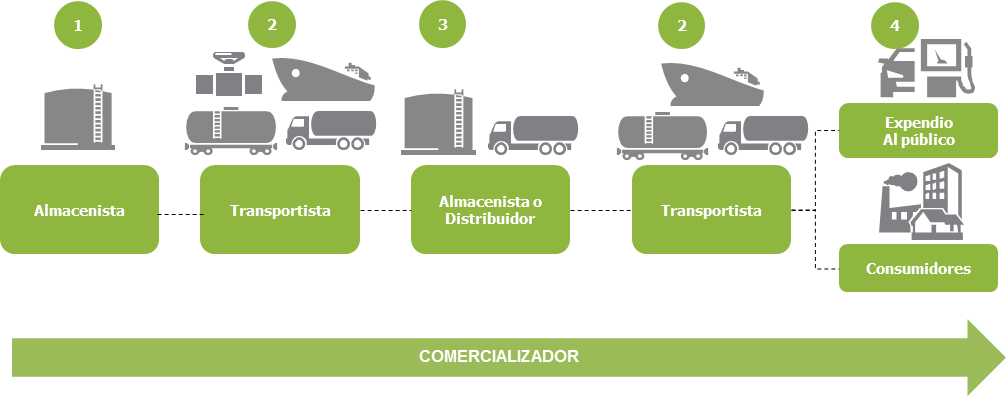 1
2
3
2
4
Almacenista
Transportista
Almacenista o
Distribuidor
Transportista
Expendio
Al público
Consumidores
COMERCIALIZADOR